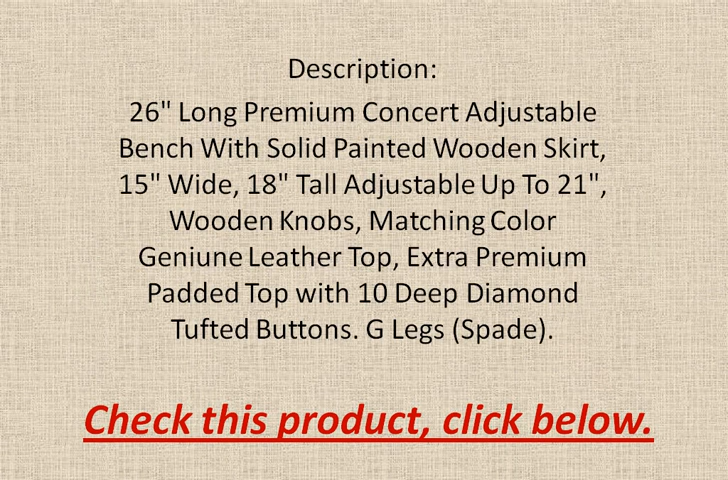 Description:
26" Long Premium Concert Adjustable
Bench With Solid Painted Wooden Skirt,
15" Wide, 18" Tall Adjustable Up To 21",
Wooden Knobs, Matching Color
Geniune Leather Top, Extra Premium
Padded Top with 10 Deep Diamond
Tufted Buttons. G Legs (Spade).
Check this product, click below.